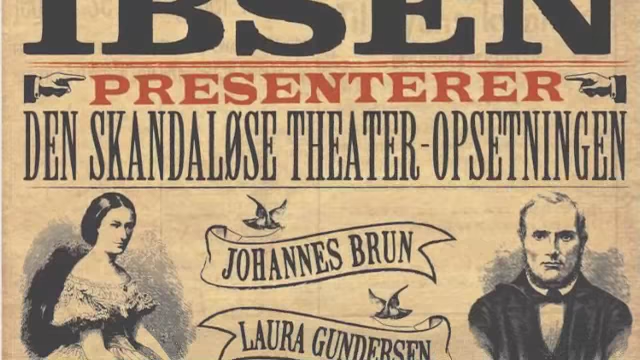 IBSEN
PRESENTERER
DEN SKANDALØSE THEATER-OPSETNINGEN
JOHANNES BRUN
LAURA GUNDERSEN